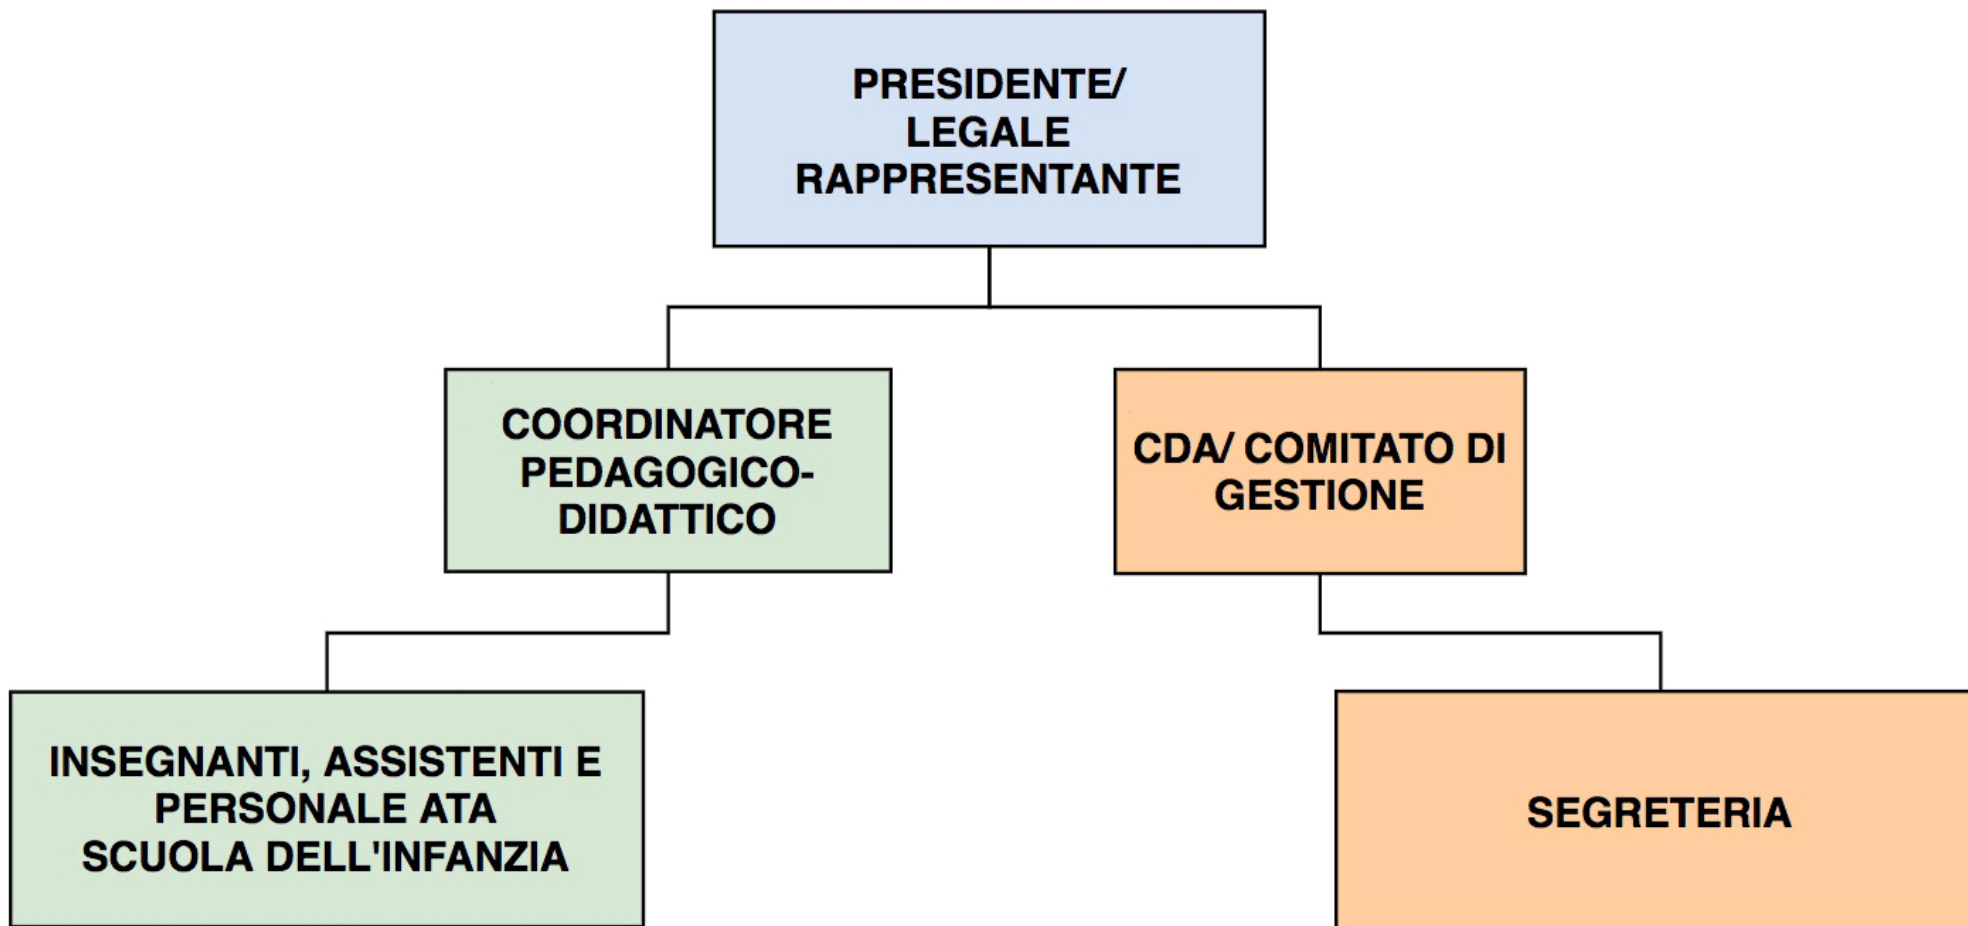 PRESIDENTE/
LEGALE
RAPPRESENTANTE
COORDINATORE
PEDAGOGICO-
DIDATTICO
CDA/ COMITATO DI
GESTIONE
INSEGNANTI, ASSISTENTI E
PERSONALE ATA
SCUOLA DELL'INFANZIA
SEGRETERIA